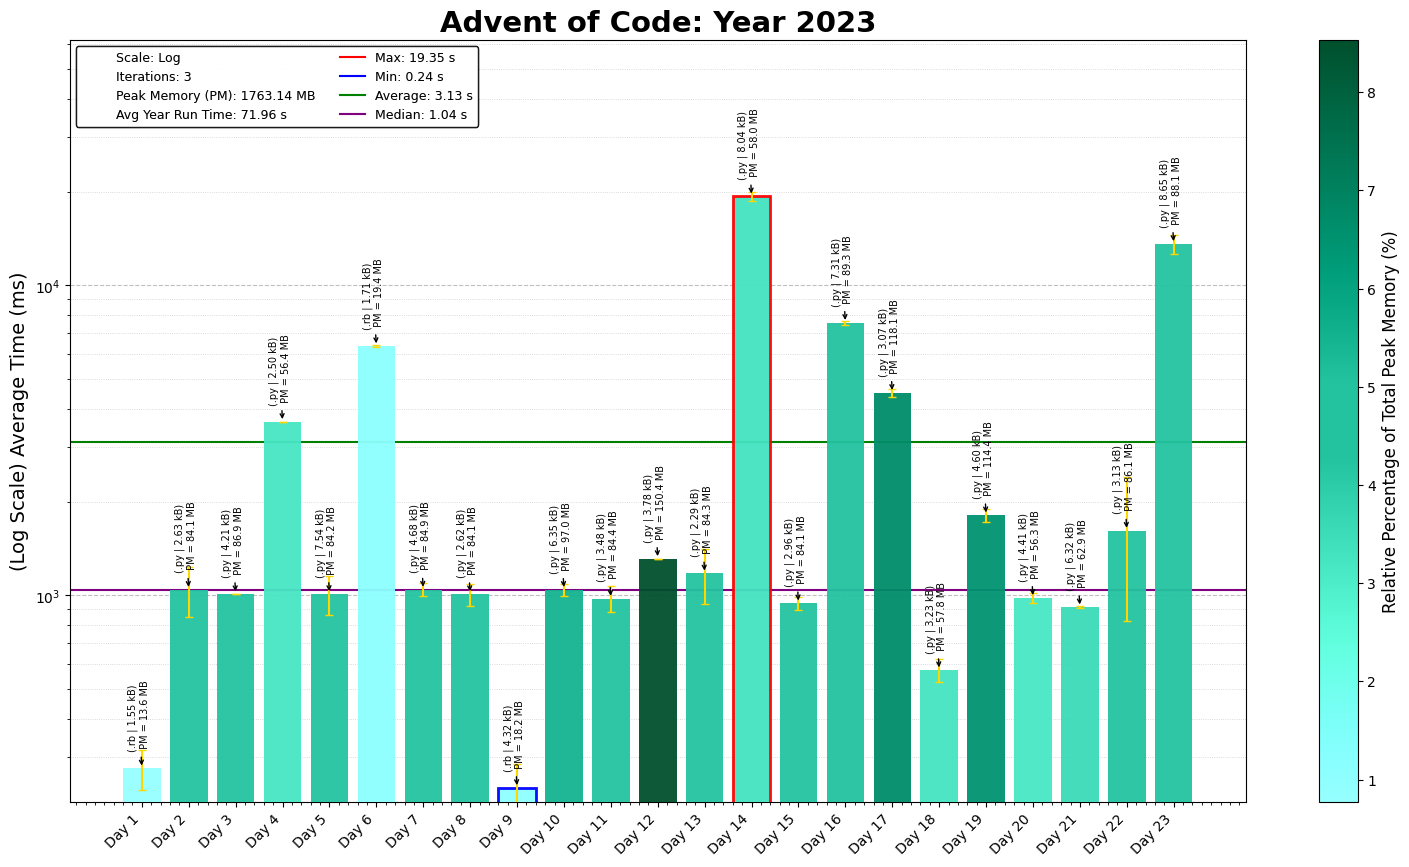 Advent of Code: Year 2023
Scale: Log
Iterations: 3
Peak Memory (PM): 1763.14 MB
Avg Year Run Time: 71.96 s
Max: 19.35 s
Min: 0.24 s
Average: 3.13 s
Median: 1.04 s
(Log Scale) Average Time (ms)
10⁴
10³
(.rb | 1.55 kB)
PM = 13.6 MB
(.py | 2.63 kB)
PM = 84.1 MB
(.py | 4.21 kB)
PM = 86.9 MB
(.py | 2.50 kB)
PM = 56.4 MB
(.py | 7.54 kB)
PM = 84.2 MB
(.rb | 1.71 kB)
PM = 19.4 MB
(.py | 4.68 kB)
PM = 84.9 MB
(.py | 2.62 kB)
PM = 84.1 MB
(.rb | 4.32 kB)
PM = 18.2 MB
(.py | 6.35 kB)
PM = 97.0 MB
(.py | 3.48 kB)
PM = 84.4 MB
(.py | 3.78 kB)
PM = 150.4 MB
(.py | 2.29 kB)
PM = 84.3 MB
(.py | 8.04 kB)
PM = 58.0 MB
(.py | 2.96 kB)
PM = 84.1 MB
(.py | 7.31 kB)
PM = 89.3 MB
(.py | 3.07 kB)
PM = 118.1 MB
(.py | 3.23 kB)
PM = 57.8 MB
(.py | 4.60 kB)
PM = 114.4 MB
(.py | 4.41 kB)
PM = 56.3 MB
(.py | 6.32 kB)
PM = 62.9 MB
(.py | 3.13 kB)
PM = 86.1 MB
(.py | 8.65 kB)
PM = 88.1 MB
Day 1
Day 2
Day 3
Day 4
Day 5
Day 6
Day 7
Day 8
Day 9
Day 10
Day 11
Day 12
Day 13
Day 14
Day 15
Day 16
Day 17
Day 18
Day 19
Day 20
Day 21
Day 22
Day 23
8
7
6
5
4
3
2
1
Relative Percentage of Total Peak Memory (%)